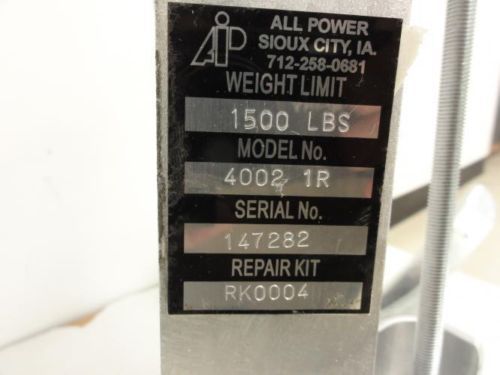 AIP
ALL POWER
SIOUX CITY, IA.
712-258-0681
WEIGHT LIMIT
1500 LBS
MODEL No.
4002 1R
SERIAL No.
147282
REPAIR KIT
RK0004